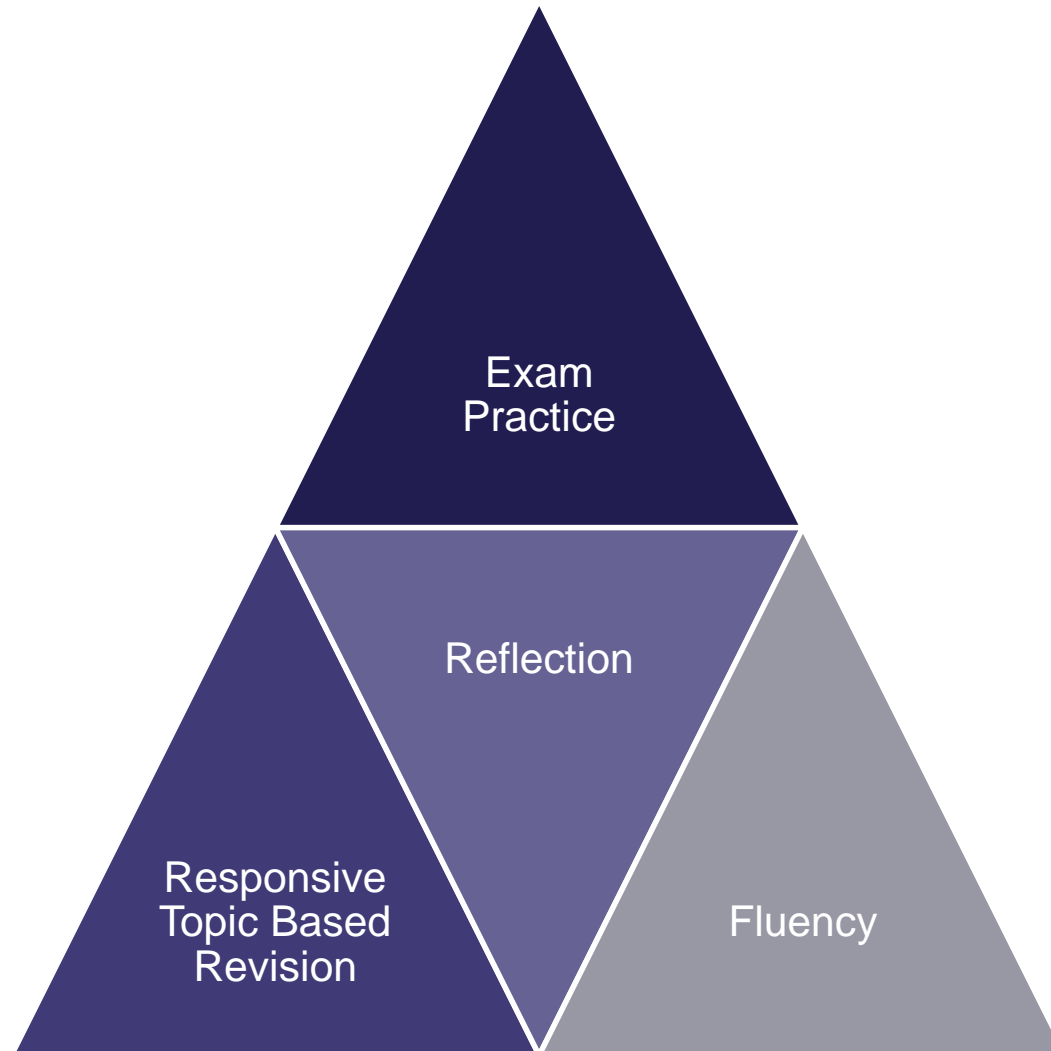 Exam
Practice
Reflection
Responsive
Topic Based
Revision
Fluency